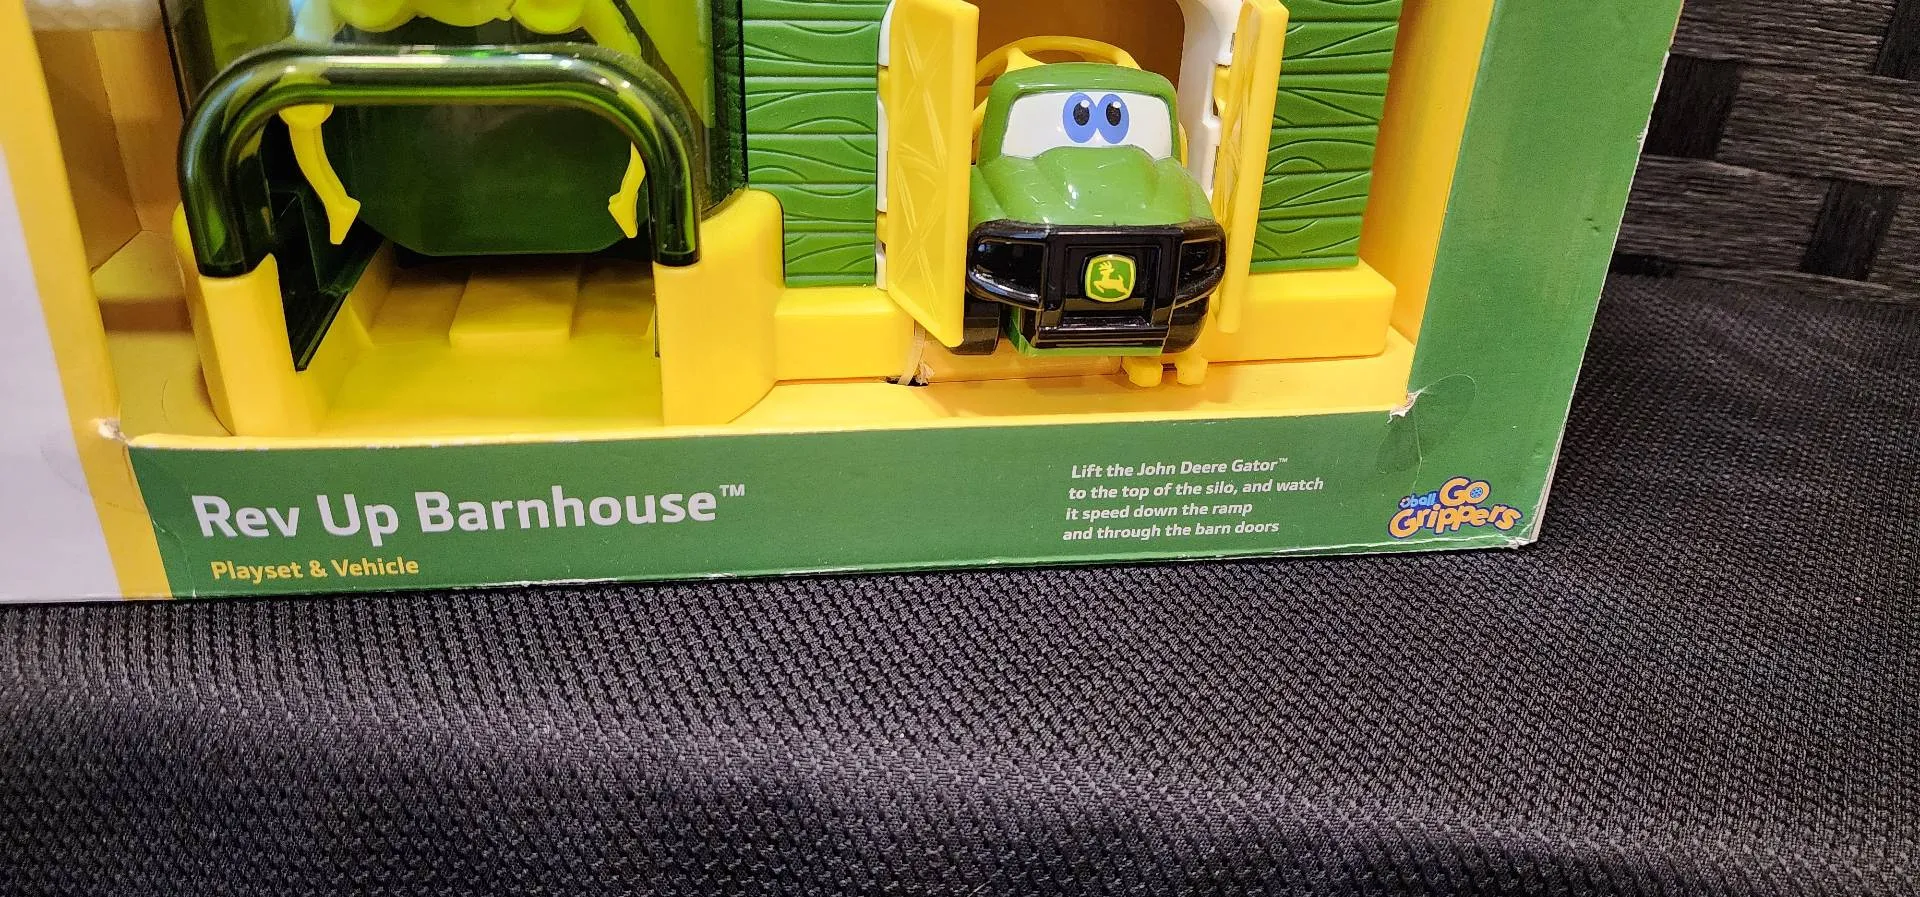 Rev Up Barnhouse™
Playset & Vehicle
Lift the John Deere Gator™
to the top of the silo, and watch
it speed down the ramp
and through the barn doors
Oball Go
Grippers